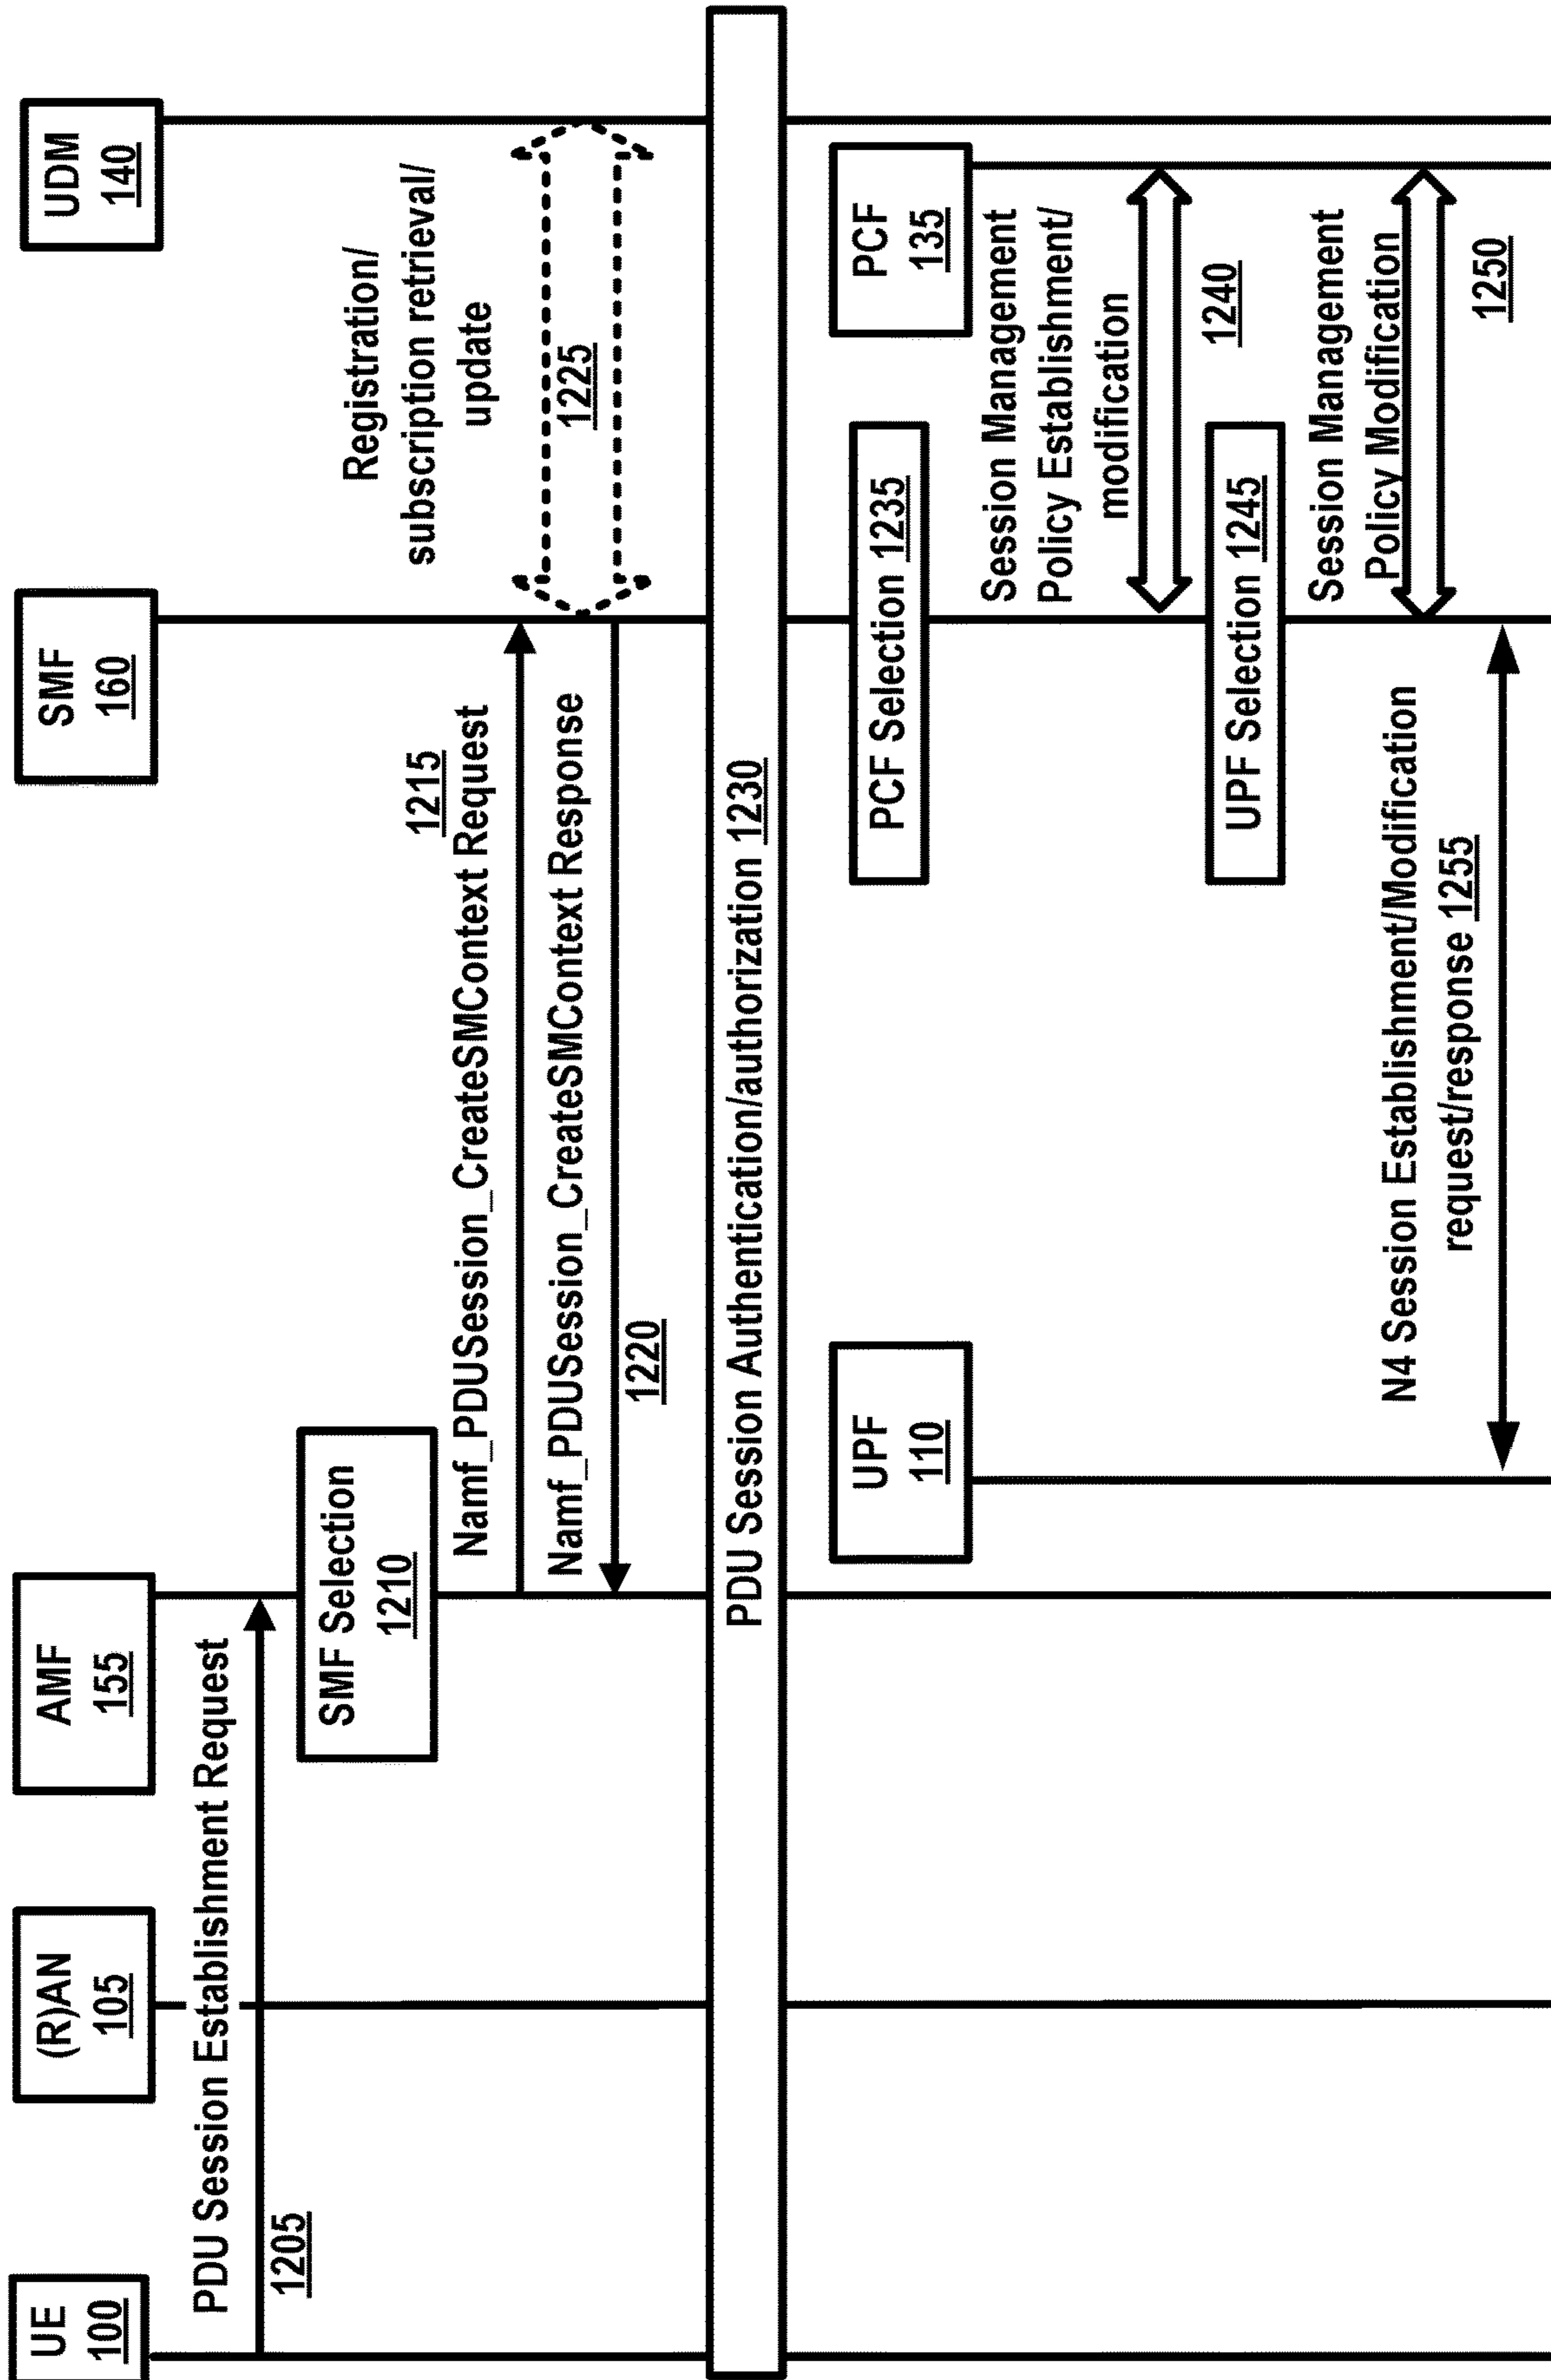 UE
100
(R)AN
105
AMF
155
SMF
160
UDM
140
PDU Session Establishment Request
1205
SMF Selection
1210
1215
Namf_PDUSession_CreateSMContext Request
Namf_PDUSession_CreateSMContext Response
1220
Registration/
subscription retrieval/
update
1225
PDU Session Authentication/authorization 1230
UPF
110
PCF
135
PCF Selection 1235
Session Management
Policy Establishment/
modification
1240
UPF Selection 1245
Session Management
Policy Modification
1250
N4 Session Establishment/Modification
request/response 1255